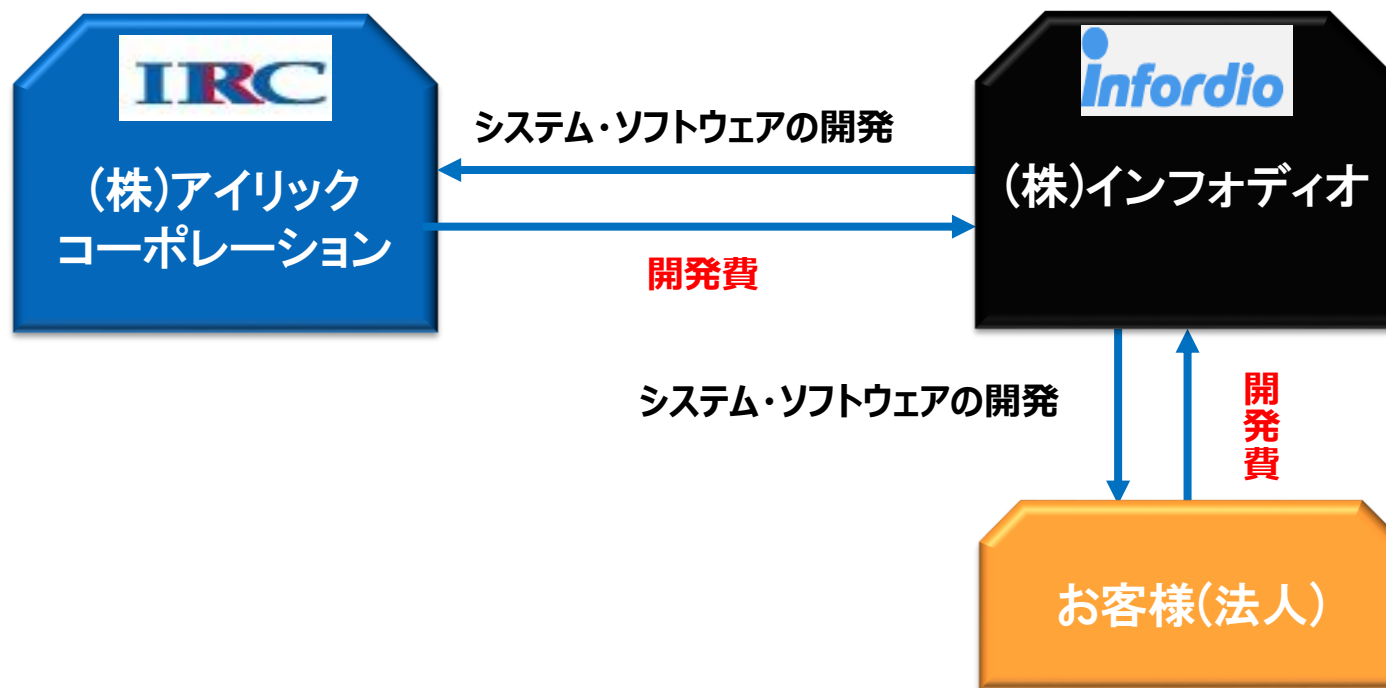 IRC
infordio
システム・ソフトウェアの開発
(株)アイリック
コーポレーション
(株)インフォディオ
開発費
システム・ソフトウェアの開発
開発費
お客様(法人)